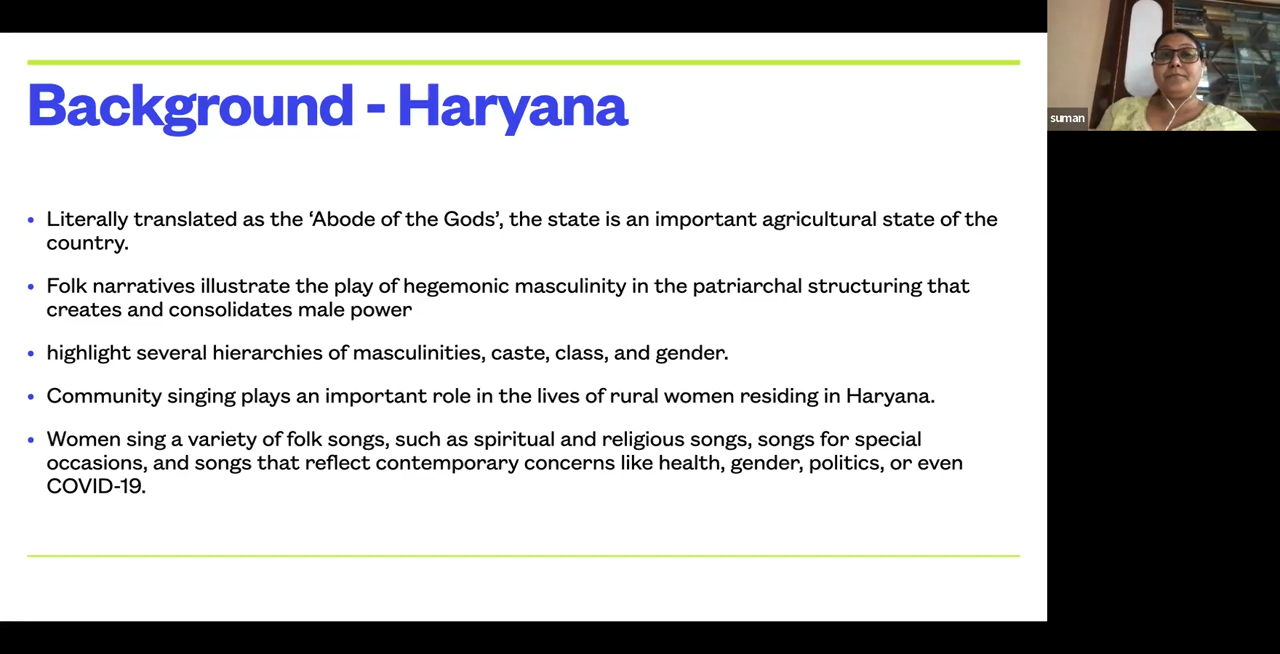 Background - Haryana
• Literally translated as the ‘Abode of the Gods’, the state is an important agricultural state of the
country.
• Folk narratives illustrate the play of hegemonic masculinity in the patriarchal structuring that
creates and consolidates male power
• highlight several hierarchies of masculinities, caste, class, and gender.
• Community singing plays an important role in the lives of rural women residing in Haryana.
• Women sing a variety of folk songs, such as spiritual and religious songs, songs for special
occasions, and songs that reflect contemporary concerns like health, gender, politics, or even
COVID-19.
suman